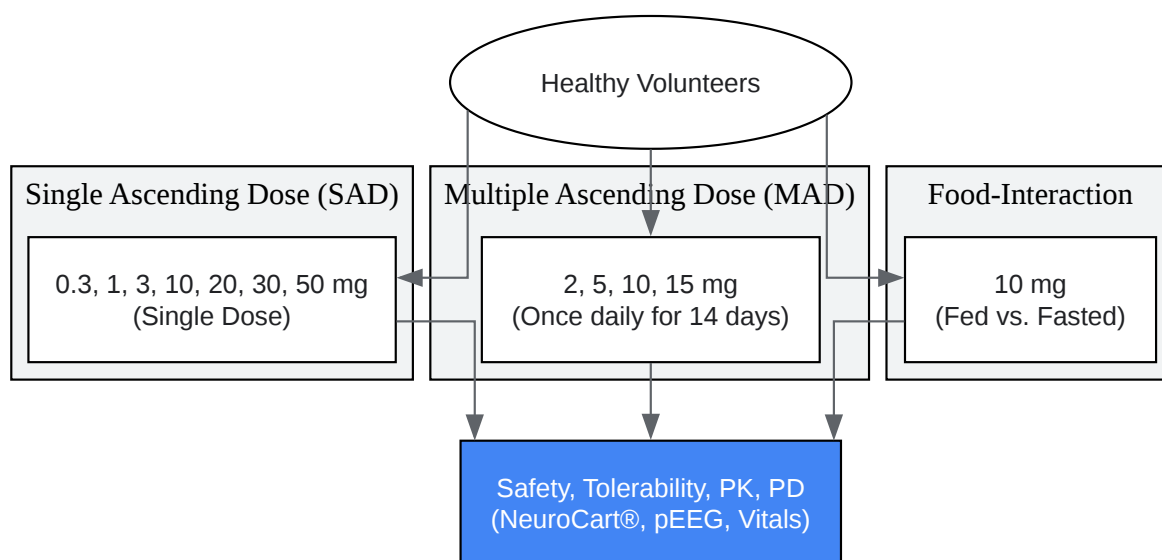 Healthy Volunteers
Single Ascending Dose (SAD)
0.3, 1, 3, 10, 20, 30, 50 mg
(Single Dose)
Multiple Ascending Dose (MAD)
2, 5, 10, 15 mg
(Once daily for 14 days)
Food-Interaction
10 mg
(Fed vs. Fasted)
Safety, Tolerability, PK, PD
(NeuroCart®, pEEG, Vitals)